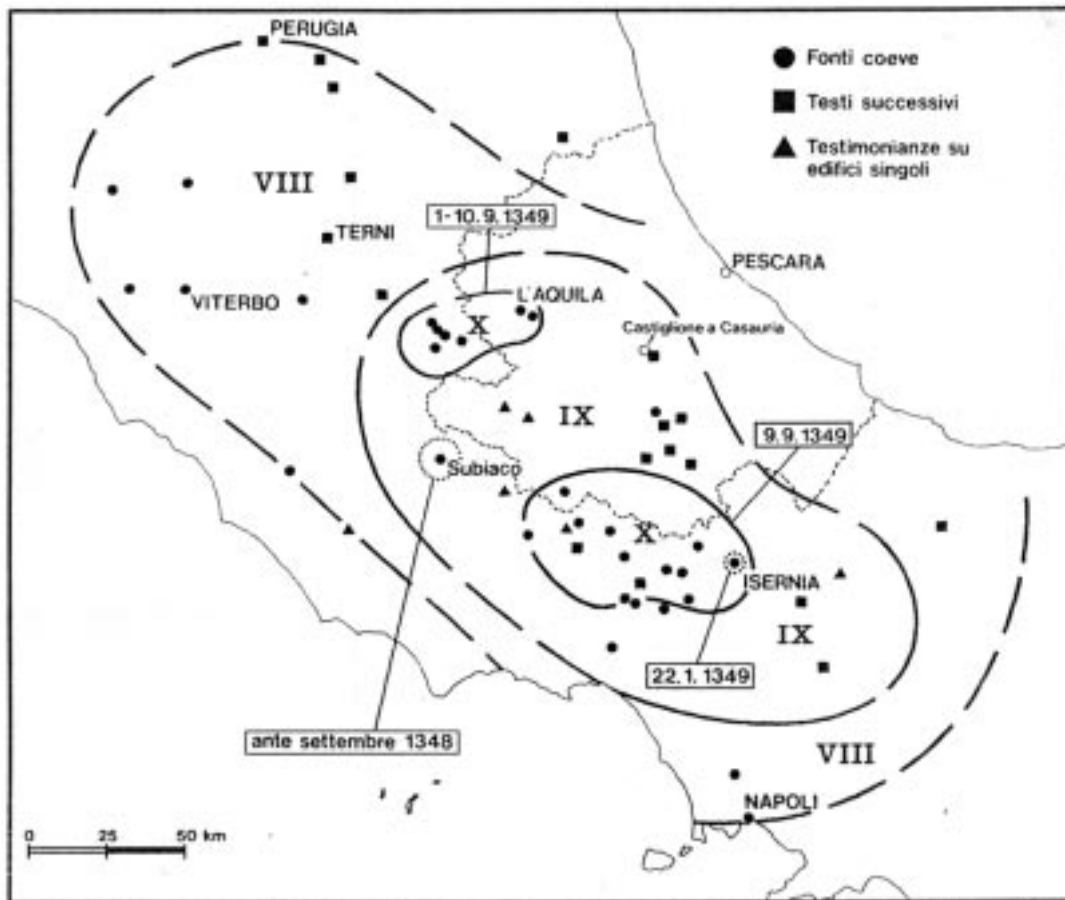 PERUGIA
Fonti coeve
Testi successivi
Testimonianze su
edifici singoli
VIII
1-10.9.1349
TERNI
PESCARA
VITERBO
L'AQUILA
X
Castiglione a Casauria
IX
9.9.1349
Subiaco
X
ISERNIA
IX
22.1.1349
ante settembre 1348
VIII
NAPOLI
0 25 50 km